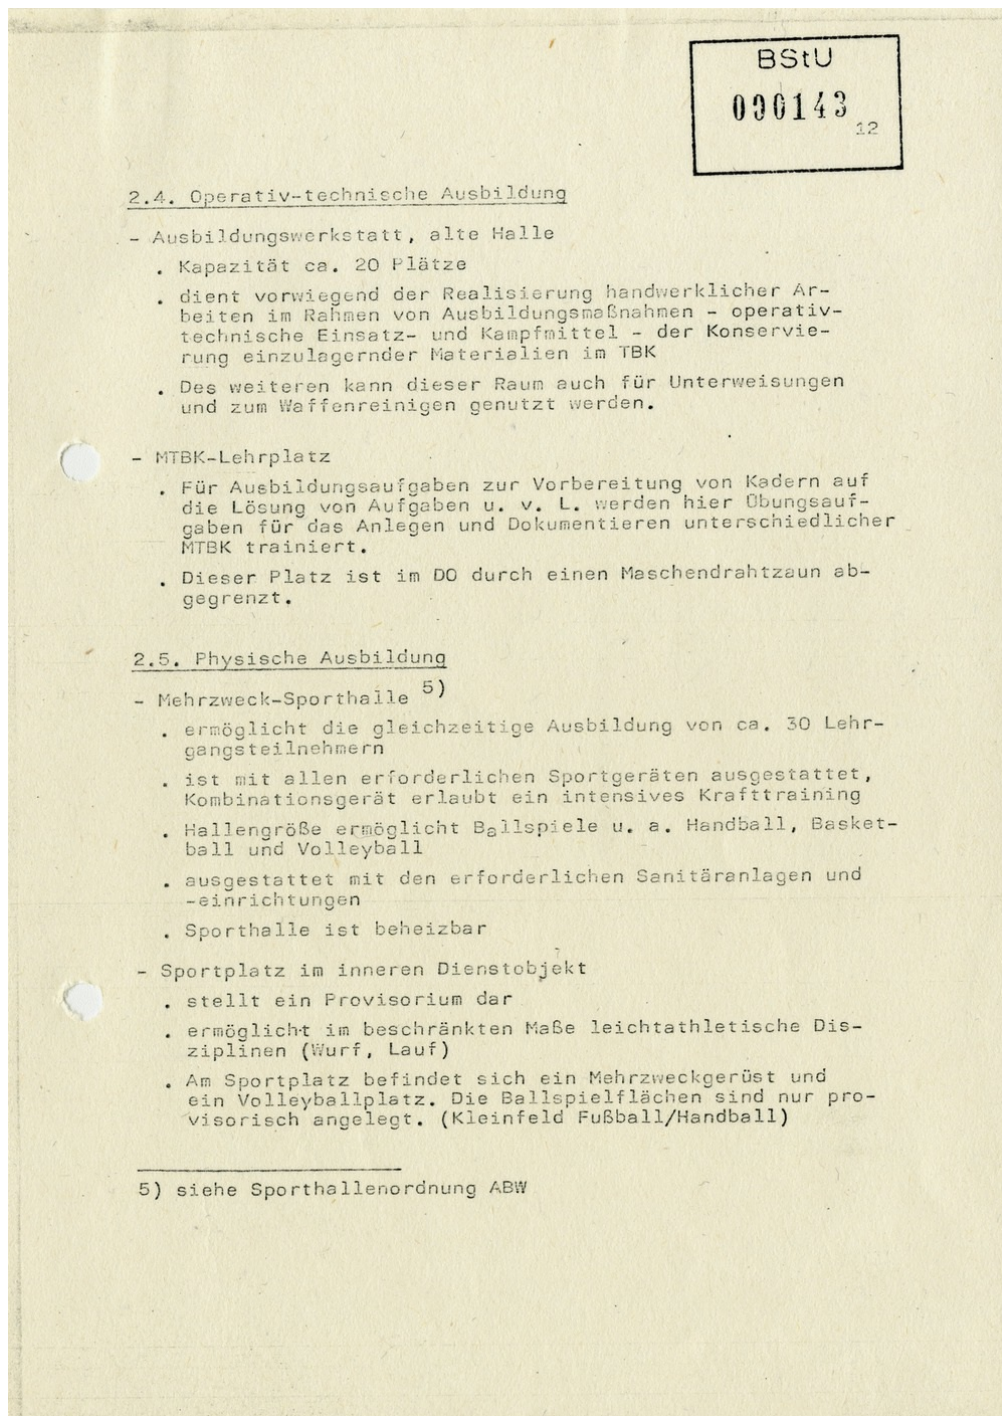 BStU
000143
12
2.4. Operativ-technische Ausbildung
- Ausbildungswerkstatt, alte Halle
. Kapazität ca. 20 Plätze
. dient vorwiegend der Realisierung handwerklicher Ar-
beiten im Rahmen von Ausbildungsmaßnahmen - operativ-
technische Einsatz- und Kampfmittel - der Konservie-
rung einzulagernder Materialien im TBK
. Des weiteren kann dieser Raum auch für Unterweisungen
und zum Waffenreinigen genutzt werden.
- MTBK-Lehrplatz
. Für Ausbildungsaufgaben zur Vorbereitung von Kadern auf
die Lösung von Aufgaben u. v. L. werden hier Übungsauf-
gaben für das Anlegen und Dokumentieren unterschiedlicher
MTBK trainiert.
. Dieser Platz ist im DO durch einen Maschendrahtzaun ab-
gegrenzt.
2.5. Physische Ausbildung
- Mehrzweck-Sporthalle 5)
. ermöglicht die gleichzeitige Ausbildung von ca. 30 Lehr-
gangsteilnehmern
. ist mit allen erforderlichen Sportgeräten ausgestattet,
Kombinationsgerät erlaubt ein intensives Krafttraining
. Hallengröße ermöglicht Ballspiele u. a. Handball, Basket-
ball und Volleyball
. ausgestattet mit den erforderlichen Sanitäranlagen und
-einrichtungen
. Sporthalle ist beheizbar
- Sportplatz im inneren Dienstobjekt
. stellt ein Provisorium dar
. ermöglicht im beschränkten Maße leichtathletische Dis-
ziplinen (Wurf, Lauf)
. Am Sportplatz befindet sich ein Mehrzweckgerüst und
ein Volleyballplatz. Die Ballspielflächen sind nur pro-
visorisch angelegt. (Kleinfeld Fußball/Handball)
5) siehe Sporthallenordnung ABW